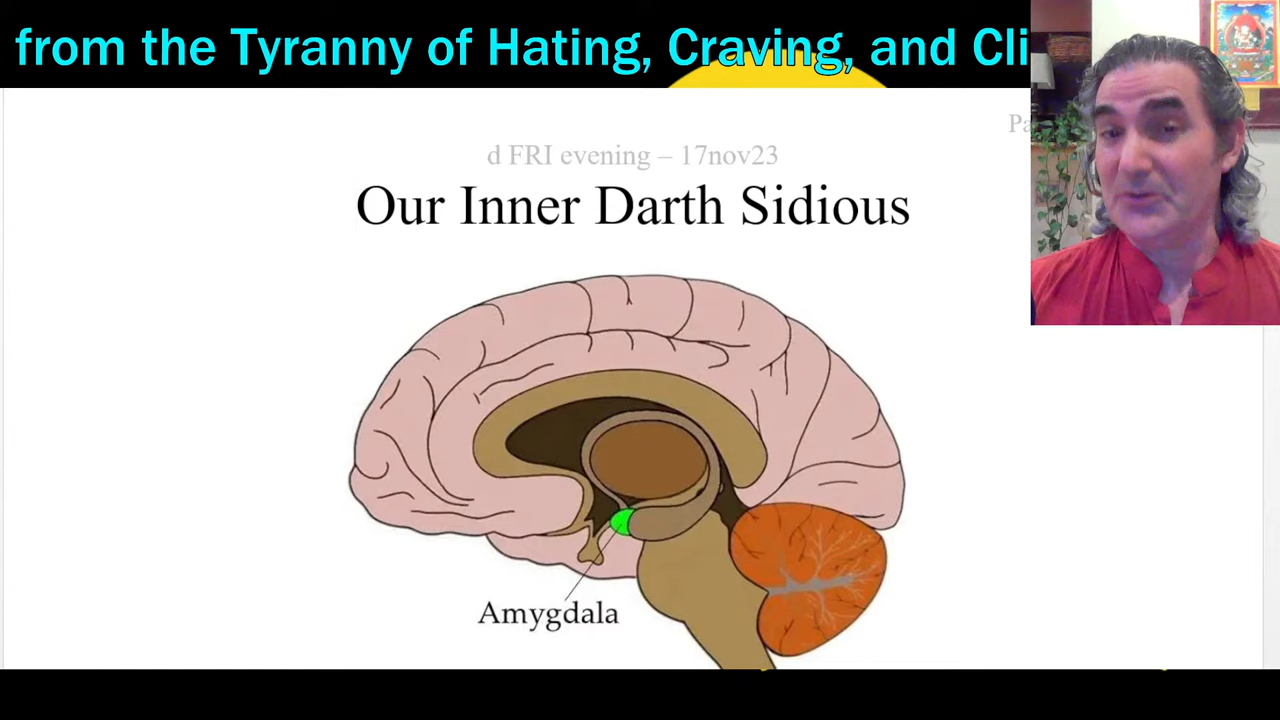 from the Tyranny of Hating, Craving, and Cli
d FRI evening – 17nov23
Our Inner Darth Sidious
Amygdala